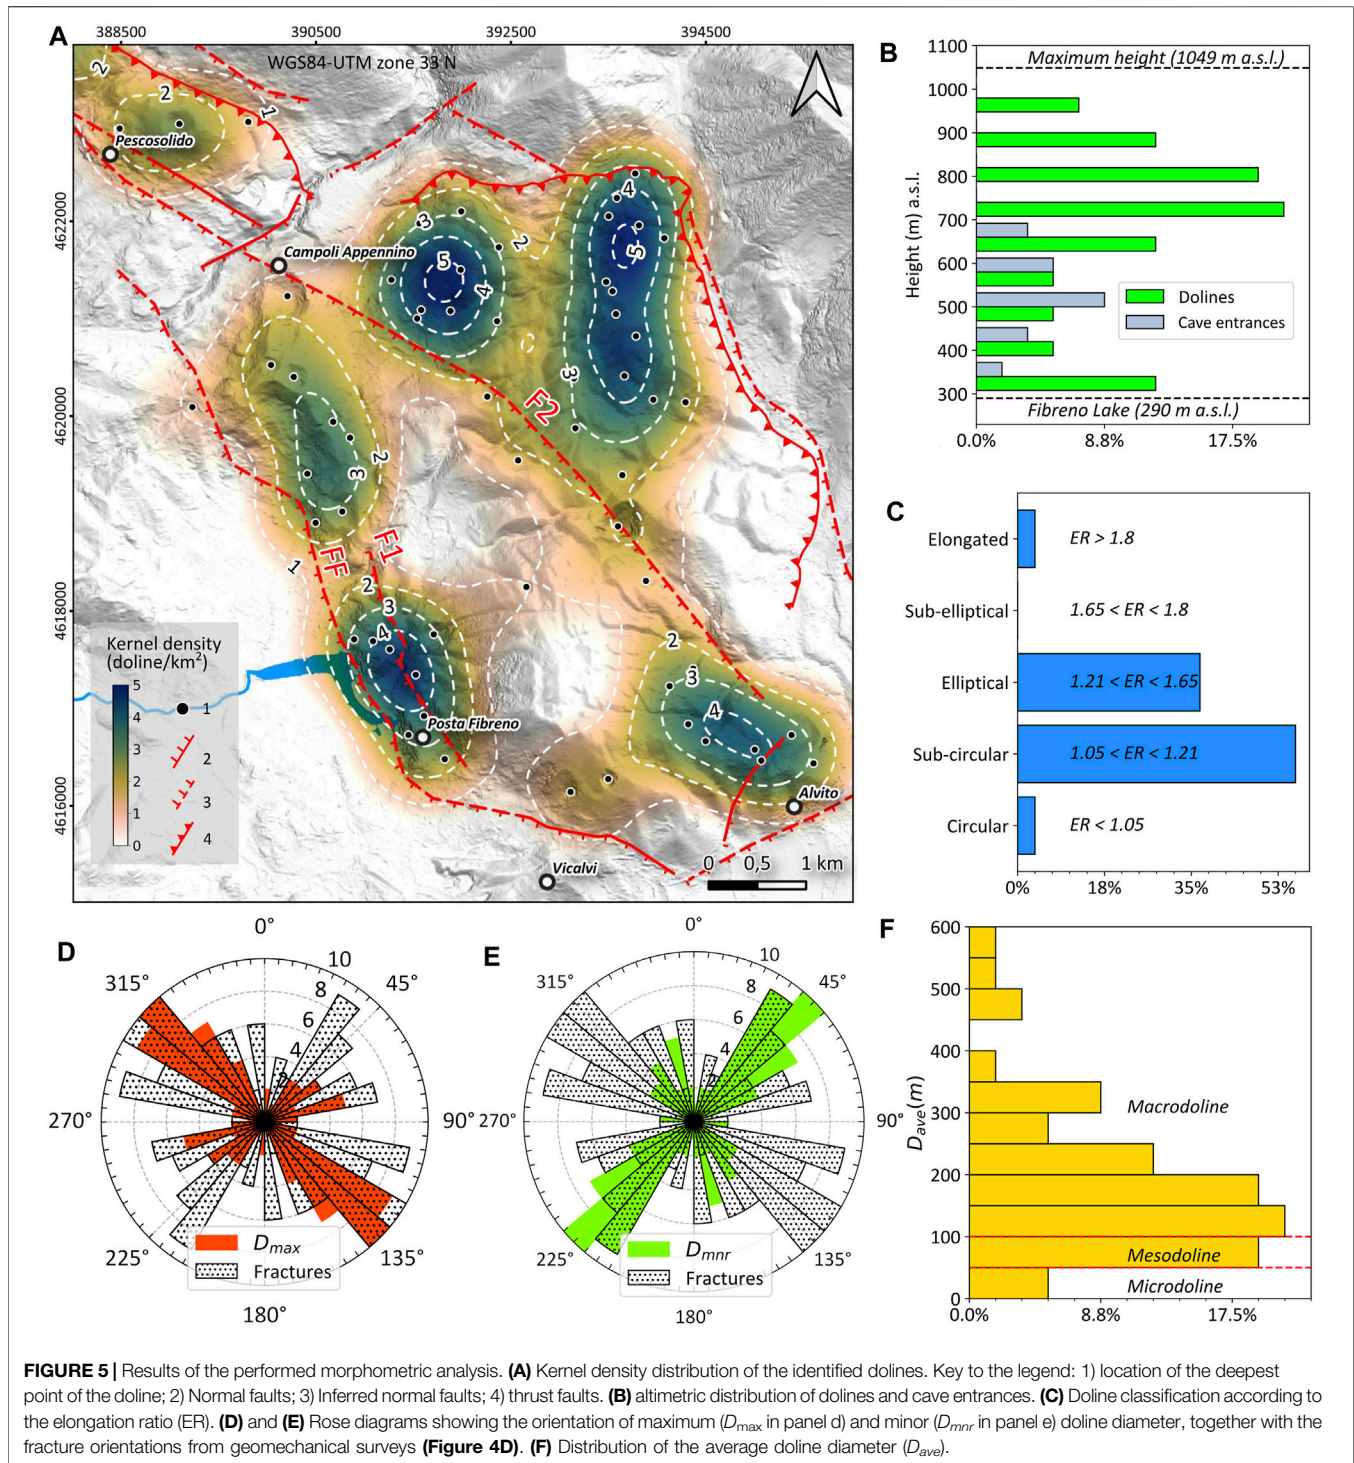 A
388500 390500 392500 394500
WGS84-UTM zone 33 N
4622000
4620000
4618000
4616000
2
2
1
Pescosolido
Campoli Appennino
3
2
5
4
4
5
3
F2
2
3
1
FF
F1
2
3
4
Posta Fibreno
2
3
4
Alvito
Vicalvi
0 0,5 1 km
Kernel density
(doline/km2)
5
4
3
2
1
0
1
2
3
4
B
1100
1000
900
800
700
600
500
400
300
Height (m) a.s.l.
Maximum height (1049 m a.s.l.)
Dolines
Cave entrances
Fibreno Lake (290 m a.s.l.)
0.0% 8.8% 17.5%
C
Elongated ER > 1.8
Sub-elliptical 1.65 < ER < 1.8
Elliptical 1.21 < ER < 1.65
Sub-circular 1.05 < ER < 1.21
Circular ER < 1.05
0% 18% 35% 53%
D
0°
45°
90°
135°
180°
225°
270°
315°
10
8
6
4
2
Dmax
Fractures
E
0°
45°
90°
135°
180°
225°
270°
315°
10
8
6
4
2
Dmnr
Fractures
F
600
500
400
300
200
100
0
Dave(m)
Macrodoline
Mesodoline
Microdoline
0.0% 8.8% 17.5%
FIGURE 5 | Results of the performed morphometric analysis. (A) Kernel density distribution of the identified dolines. Key to the legend: 1) location of the deepest
point of the doline; 2) Normal faults; 3) Inferred normal faults; 4) thrust faults. (B) altimetric distribution of dolines and cave entrances. (C) Doline classification according to
the elongation ratio (ER). (D) and (E) Rose diagrams showing the orientation of maximum (Dmax in panel d) and minor (Dmnr in panel e) doline diameter, together with the
fracture orientations from geomechanical surveys (Figure 4D). (F) Distribution of the average doline diameter (Dave).